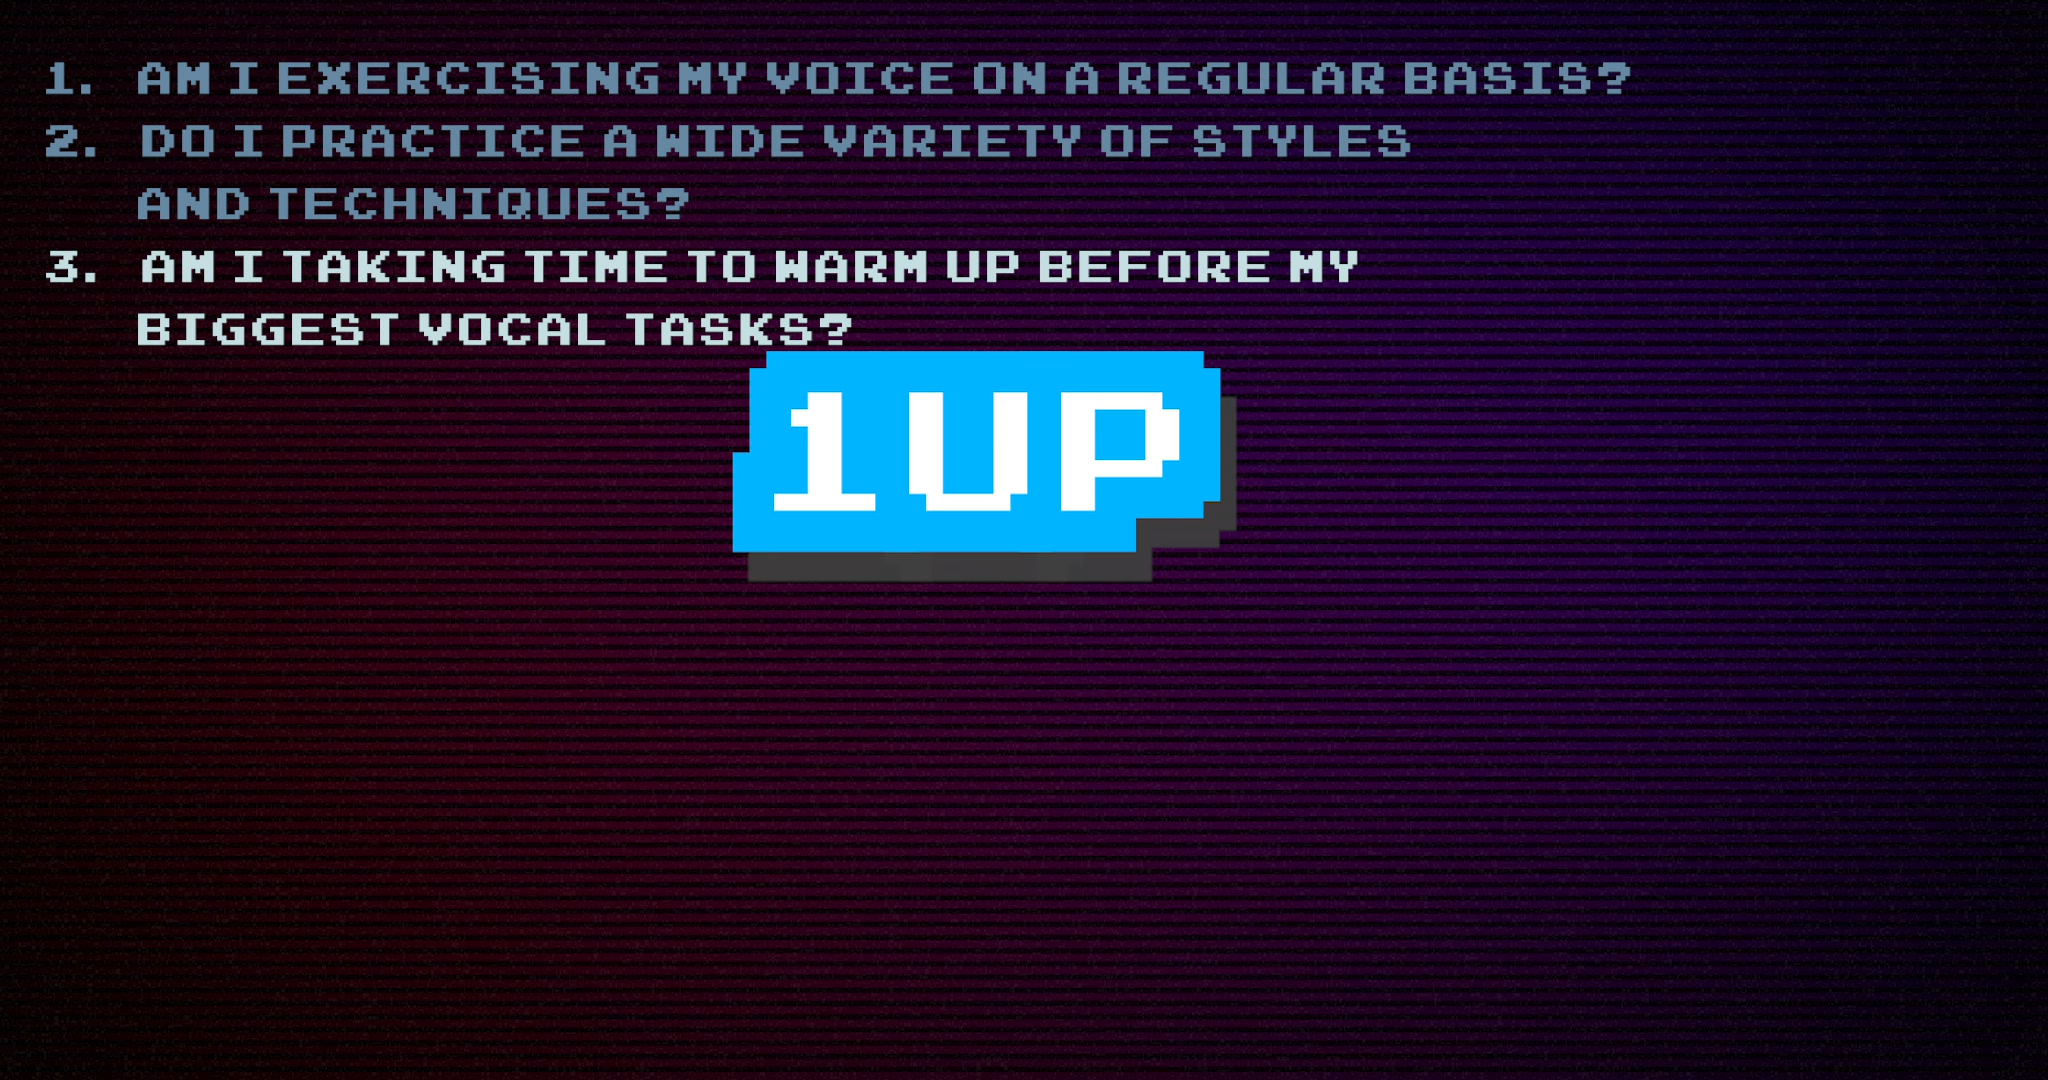 1. AM I EXERCISING MY VOICE ON A REGULAR BASIS?
2. DO I PRACTICE A WIDE VARIETY OF STYLES
AND TECHNIQUES?
3. AM I TAKING TIME TO WARM UP BEFORE MY
BIGGEST VOCAL TASKS?
1UP